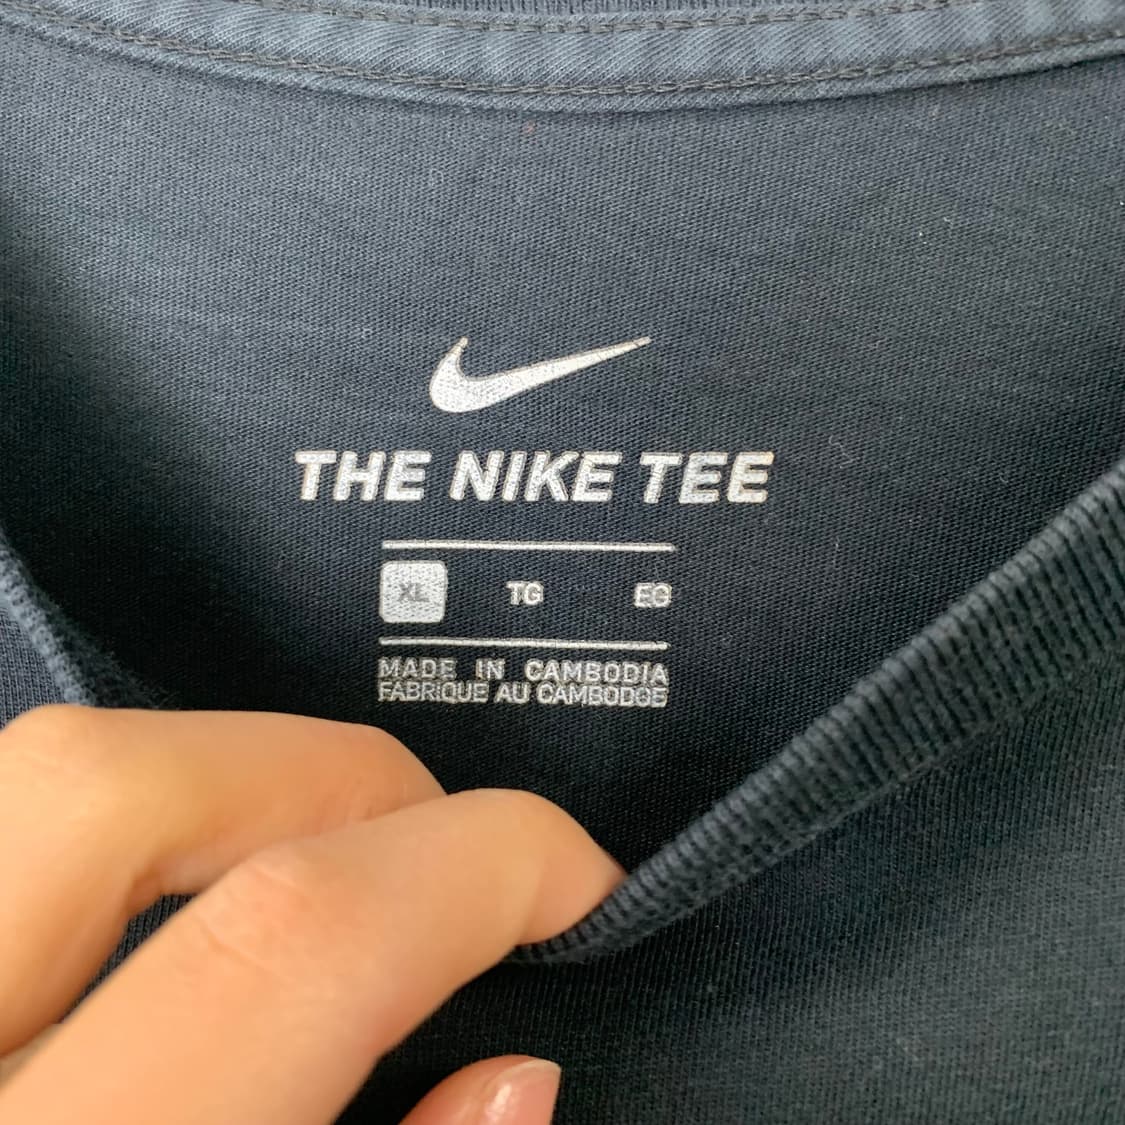 THE NIKE TEE
XL TG EG
MADE IN CAMBODIA
FABRIQUE AU CAMBODGE